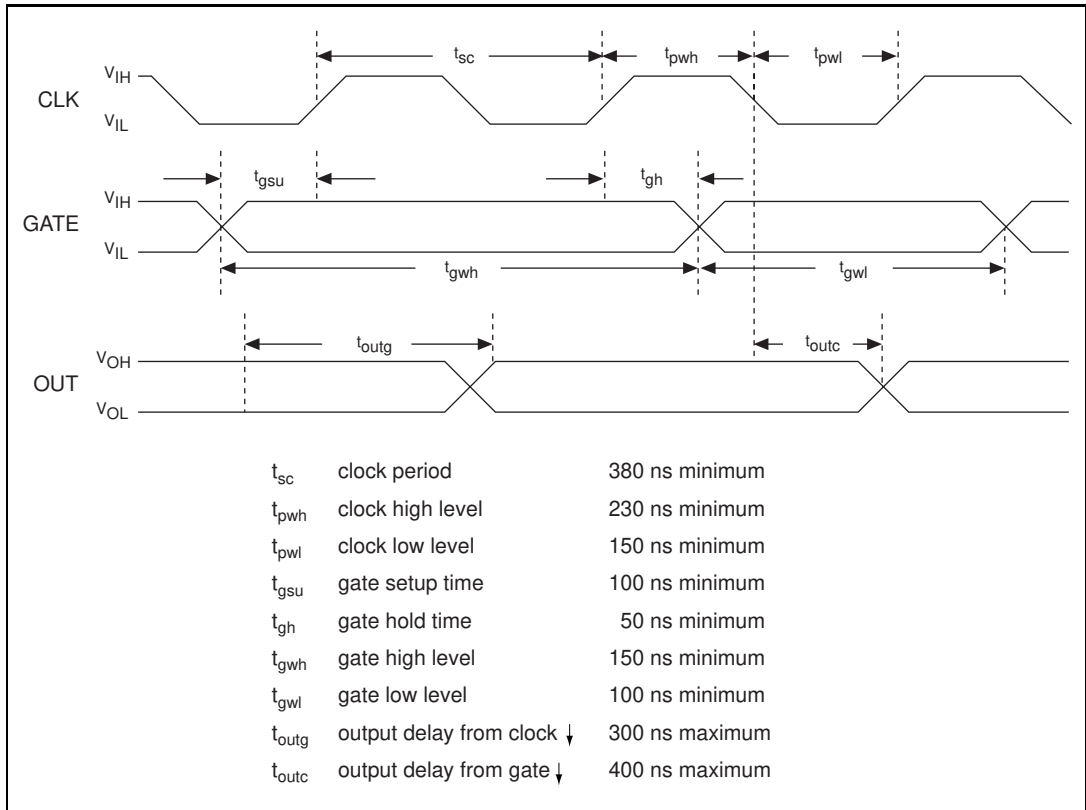 t_sc t_pwh t_pwl
CLK V_IH
V_IL
t_gsu t_gh
GATE V_IH
V_IL
t_gwh t_gwl
t_outg t_outc
OUT V_OH
V_OL
t_sc clock period 380 ns minimum
t_pwh clock high level 230 ns minimum
t_pwl clock low level 150 ns minimum
t_gsu gate setup time 100 ns minimum
t_gh gate hold time 50 ns minimum
t_gwh gate high level 150 ns minimum
t_gwl gate low level 100 ns minimum
t_outg output delay from clock ↓ 300 ns maximum
t_outc output delay from gate ↓ 400 ns maximum